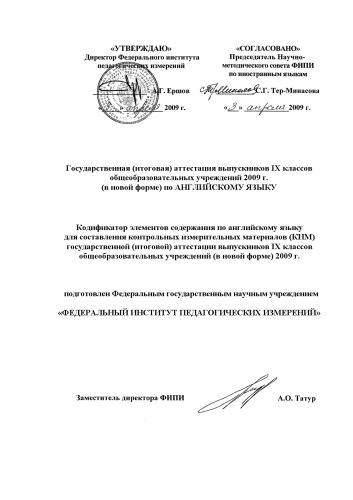 «УТВЕРЖДАЮ»
Директор Федерального института
педагогических измерений
А.Г. Ершов
апреля 2009 г.
«СОГЛАСОВАНО»
Председатель Научно-
методического совета ФИПИ
по иностранным языкам
С.Г. Тер-Минасова
«3» апреля 2009 г.
Государственная (итоговая) аттестация выпускников IX классов
общеобразовательных учреждений 2009 г.
(в новой форме) по АНГЛИЙСКОМУ ЯЗЫКУ
Кодификатор элементов содержания по английскому языку
для составления контрольных измерительных материалов (КИМ)
государственной (итоговой) аттестации выпускников IX классов
общеобразовательных учреждений (в новой форме) 2009 г.
подготовлен Федеральным государственным научным учреждением
«ФЕДЕРАЛЬНЫЙ ИНСТИТУТ ПЕДАГОГИЧЕСКИХ ИЗМЕРЕНИЙ»
Заместитель директора ФИПИ
А.О. Татур